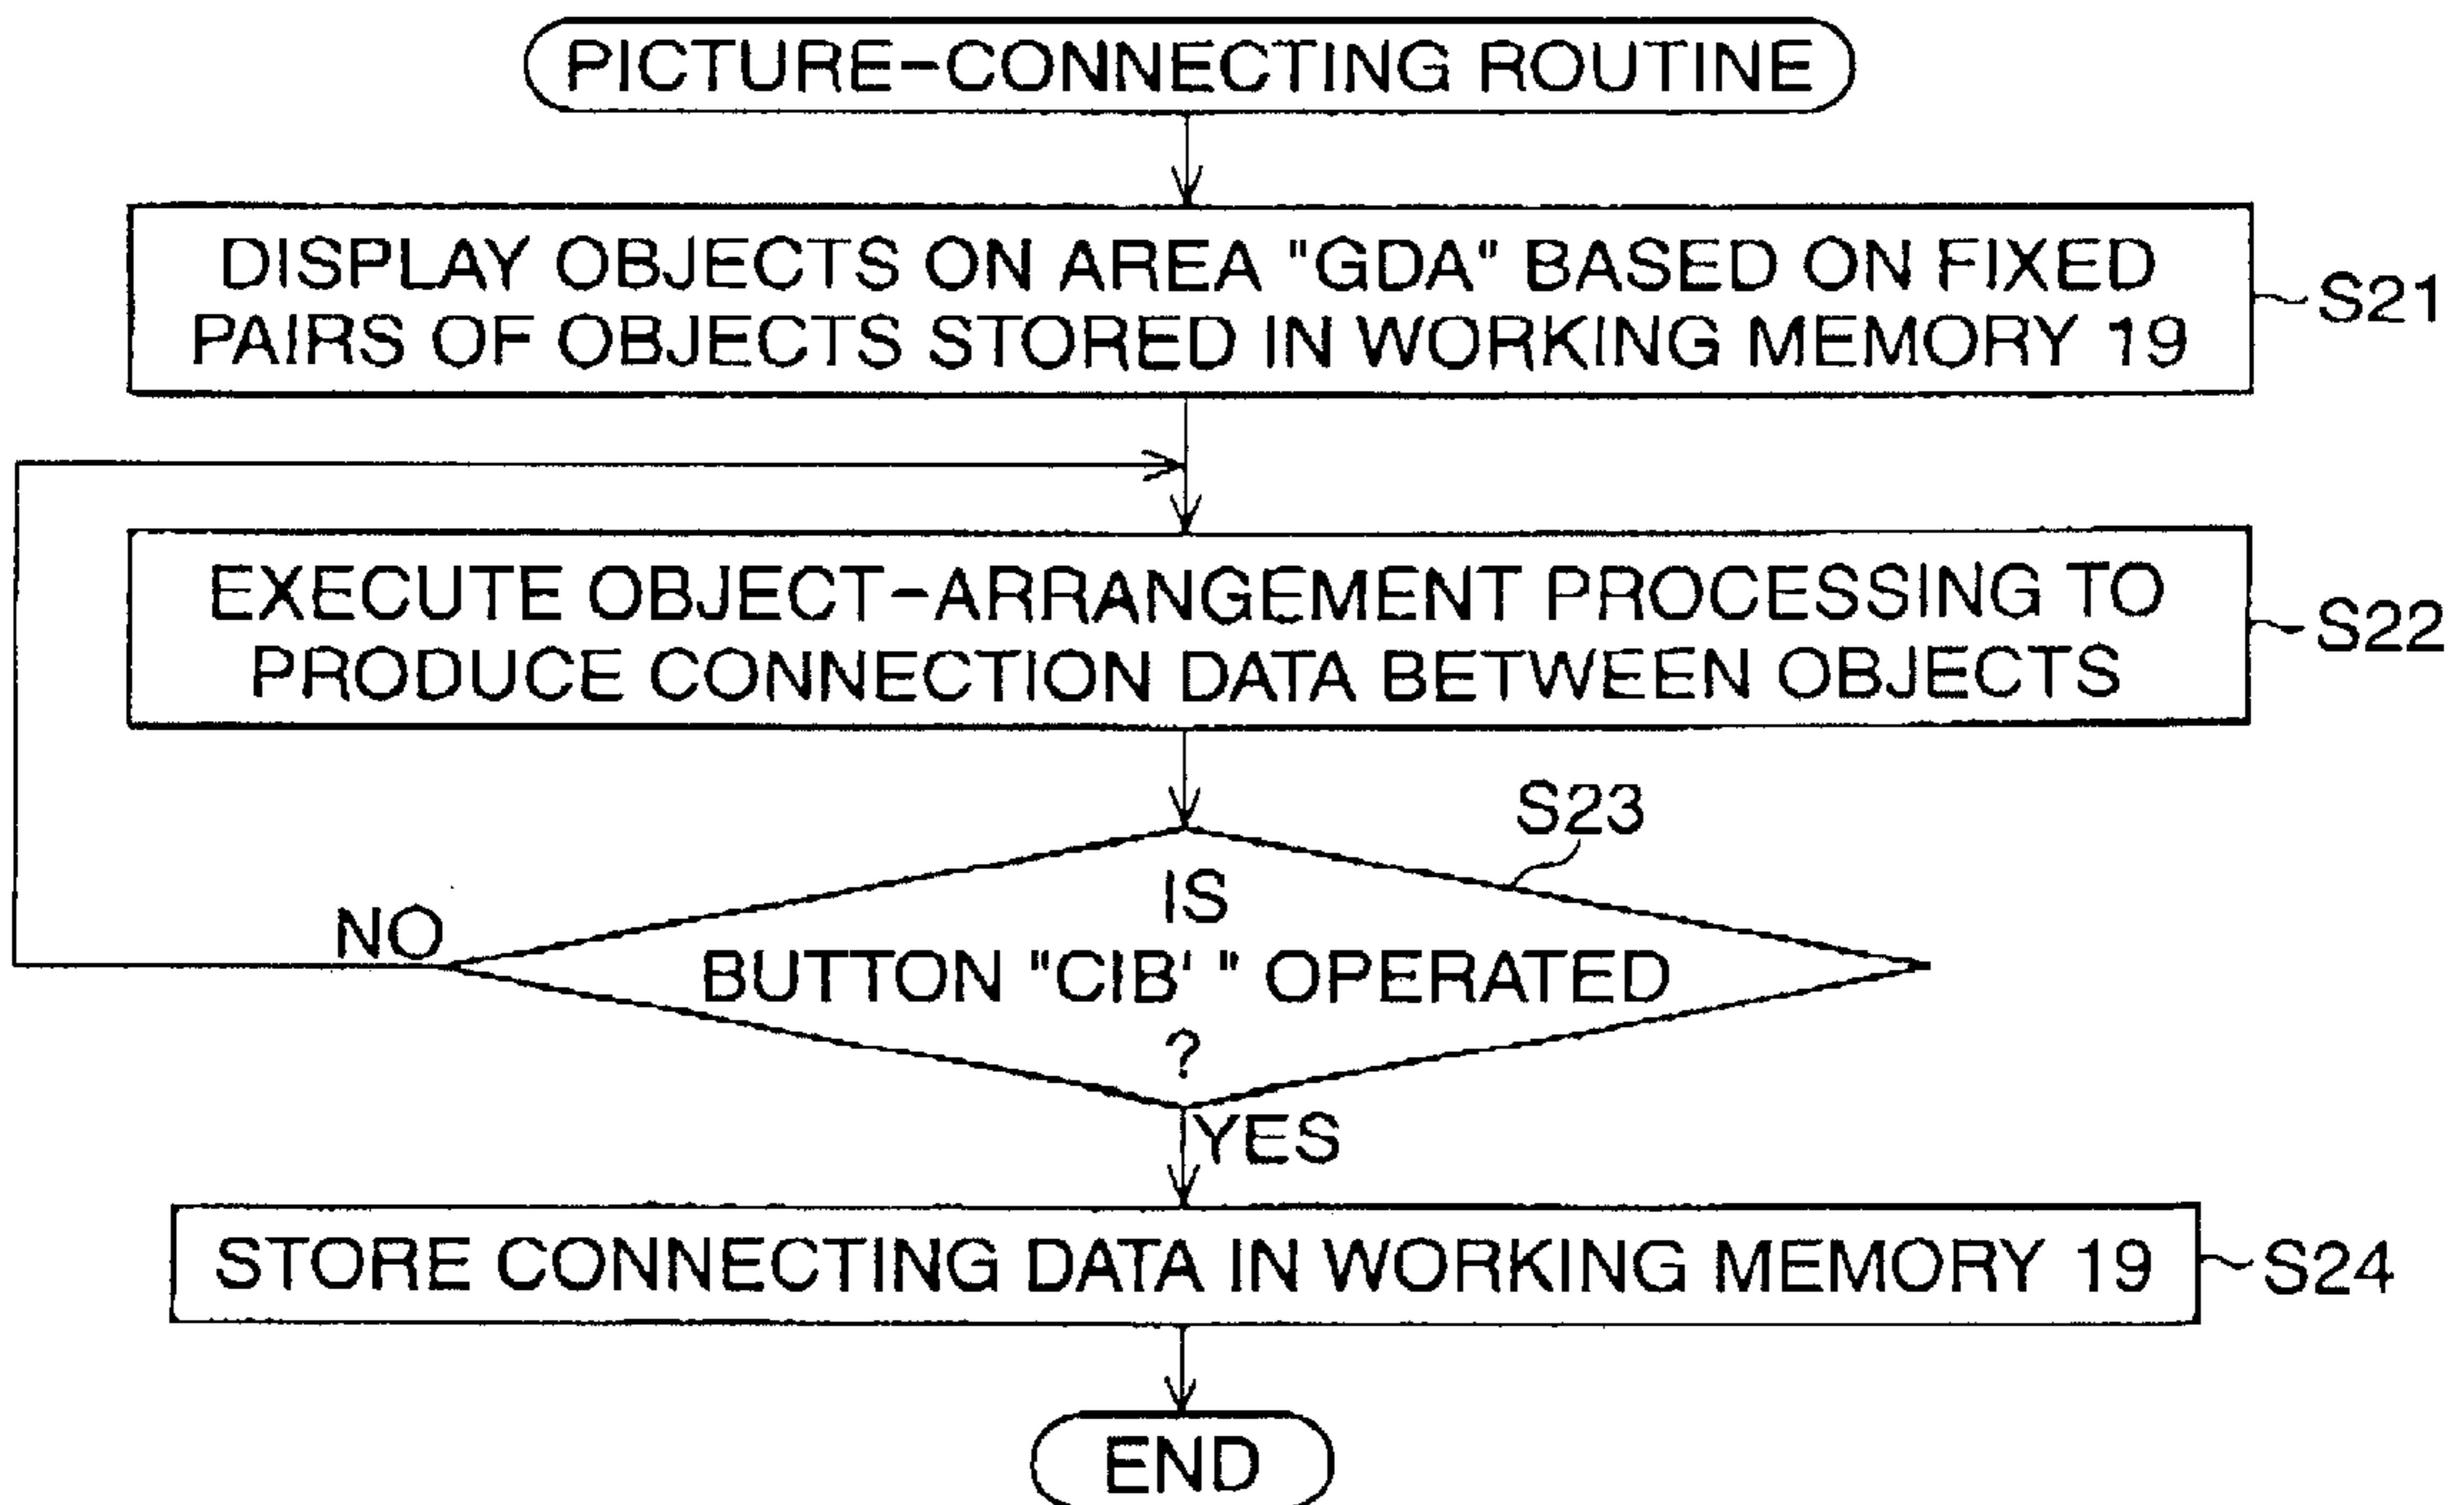 PICTURE-CONNECTING ROUTINE
DISPLAY OBJECTS ON AREA "GDA" BASED ON FIXED
PAIRS OF OBJECTS STORED IN WORKING MEMORY 19
S21
EXECUTE OBJECT-ARRANGEMENT PROCESSING TO
PRODUCE CONNECTION DATA BETWEEN OBJECTS
S22
S23
IS
BUTTON "CIB' " OPERATED
?
NO
YES
STORE CONNECTING DATA IN WORKING MEMORY 19
S24
END